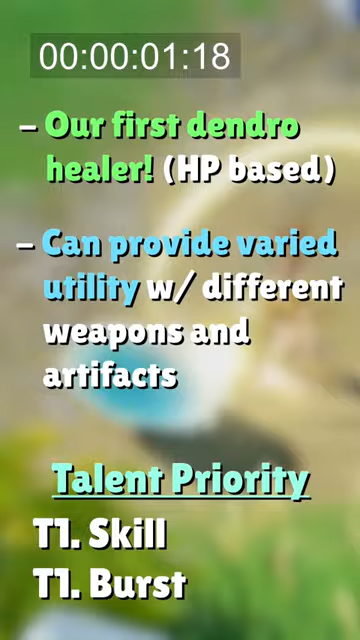 00:00:01:18
– Our first dendro
healer! (HP based)
– Can provide varied
utility w/ different
weapons and
artifacts
Talent Priority
T1. Skill
T1. Burst